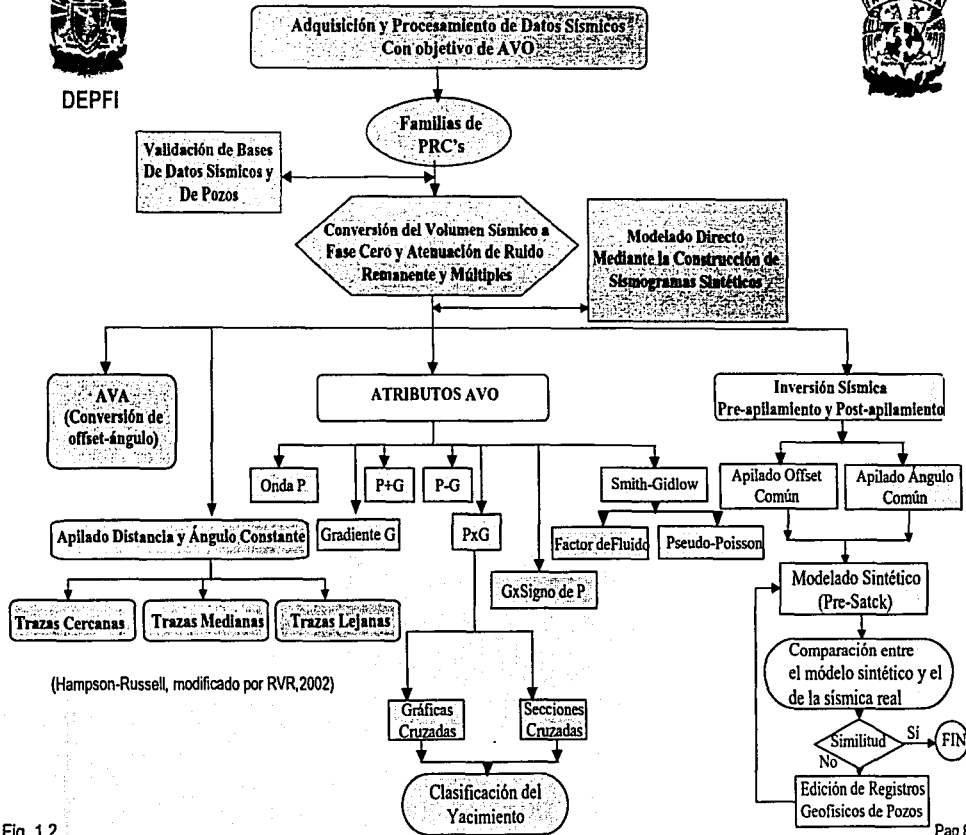 Adquisición y Procesamiento de Datos Sísmicos
Con objetivo de AVO
DEPFI
Familias de
PRC's
Validación de Bases
De Datos Sísmicos y
De Pozos
Conversión del Volumen Sísmico a
Fase Cero y Atenuación de Ruido
Remanente y Múltiples
Modelado Directo
Mediante la Construcción de
Sismogramas Sintéticos
AVA
(Conversión de
offset-ángulo)
ATRIBUTOS AVO
Inversión Sísmica
Pre-apilamiento y Post-apilamiento
Onda P
P+G
P-G
Smith-Gidlow
Apilado Offset
Común
Apilado Ángulo
Común
Apilado Distancia y Ángulo Constante
Gradiente G
PxG
Factor deFluido
Pseudo-Poisson
GxSigno de P
Modelado Sintético
(Pre-Satck)
Trazas Cercanas
Trazas Medianas
Trazas Lejanas
Comparación entre
el módelo sintético y el
de la sísmica real
(Hampson-Russell, modificado por RVR,2002)
Gráficas
Cruzadas
Secciones
Cruzadas
Similitud
Sí
FIN
No
Edición de Registros
Geofísicos de Pozos
Clasificación del
Yacimiento
Fig. 1.2